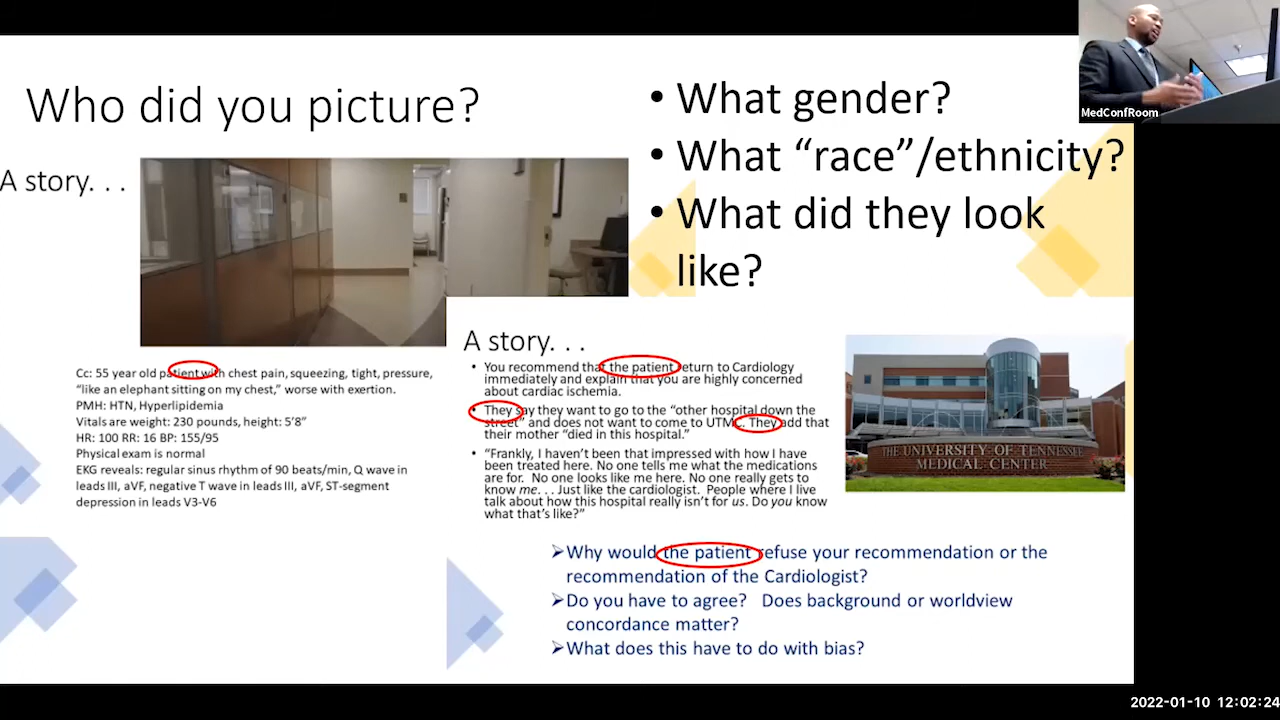 Who did you picture?
A story. . .
• What gender?
• What “race”/ethnicity?
• What did they look
like?
MedConfRoom
Cc: 55 year old patient with chest pain, squeezing, tight, pressure,
“like an elephant sitting on my chest,” worse with exertion.
PMH: HTN, Hyperlipidemia
Vitals are weight: 230 pounds, height: 5’8”
HR: 100 RR: 16 BP: 155/95
Physical exam is normal
EKG reveals: regular sinus rhythm of 90 beats/min, Q wave in
leads III, aVF, negative T wave in leads III, aVF, ST-segment
depression in leads V3-V6
A story. . .
• You recommend that the patient return to Cardiology
immediately and explain that you are highly concerned
about cardiac ischemia.
• They say they want to go to the “other hospital down the
street” and does not want to come to UTMC. They add that
their mother “died in this hospital.”
• “Frankly, I haven’t been that impressed with how I have
been treated here. No one tells me what the medications
are for. No one looks like me here. No one really gets to
know me. . . Just like the cardiologist. People where I live
talk about how this hospital really isn’t for us. Do you know
what that’s like?”
THE UNIVERSITY OF TENNESSEE
MEDICAL CENTER
➢Why would the patient refuse your recommendation or the
recommendation of the Cardiologist?
➢Do you have to agree? Does background or worldview
concordance matter?
➢What does this have to do with bias?
2022-01-10 12:02:24